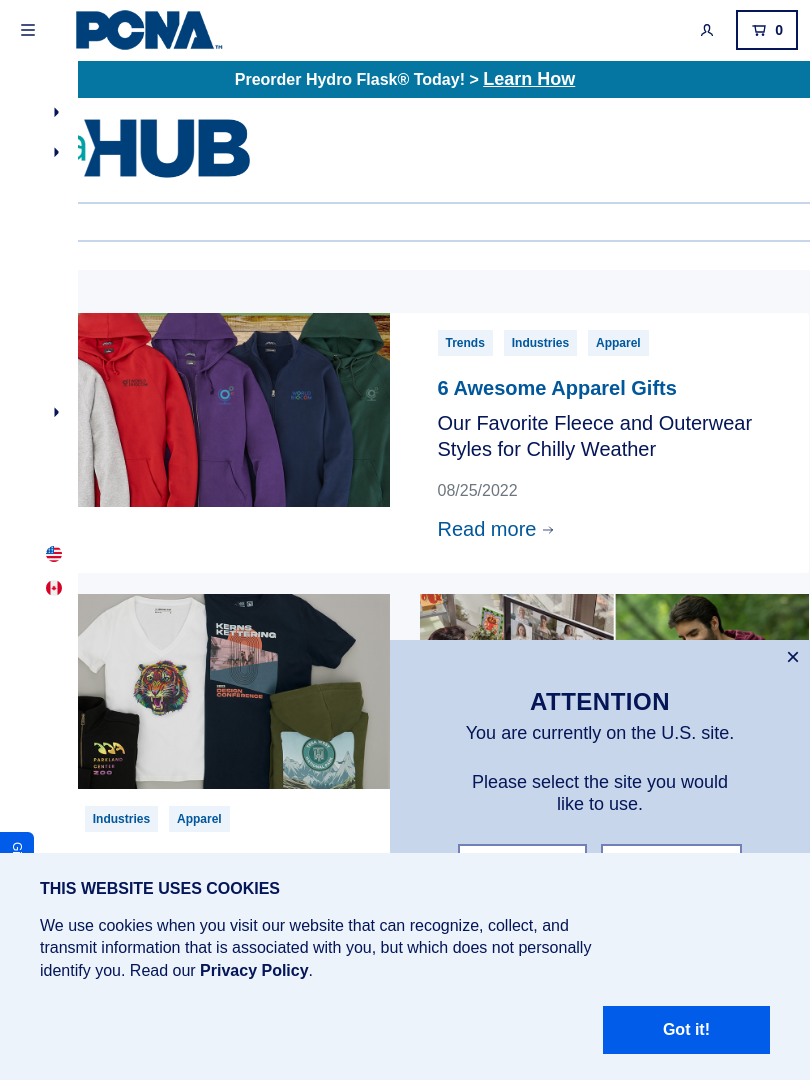 PCNA™
0
Preorder Hydro Flask® Today! > Learn How
HUB
Trends
Industries
Apparel
6 Awesome Apparel Gifts
Our Favorite Fleece and Outerwear
Styles for Chilly Weather
08/25/2022
Read more
KERNS
KETTERING
DESIGN
CONFERENCE
PARKLAND
CENTER
ZOO
Industries
Apparel
ATTENTION
You are currently on the U.S. site.
Please select the site you would
like to use.
THIS WEBSITE USES COOKIES
We use cookies when you visit our website that can recognize, collect, and
transmit information that is associated with you, but which does not personally
identify you. Read our Privacy Policy.
Got it!